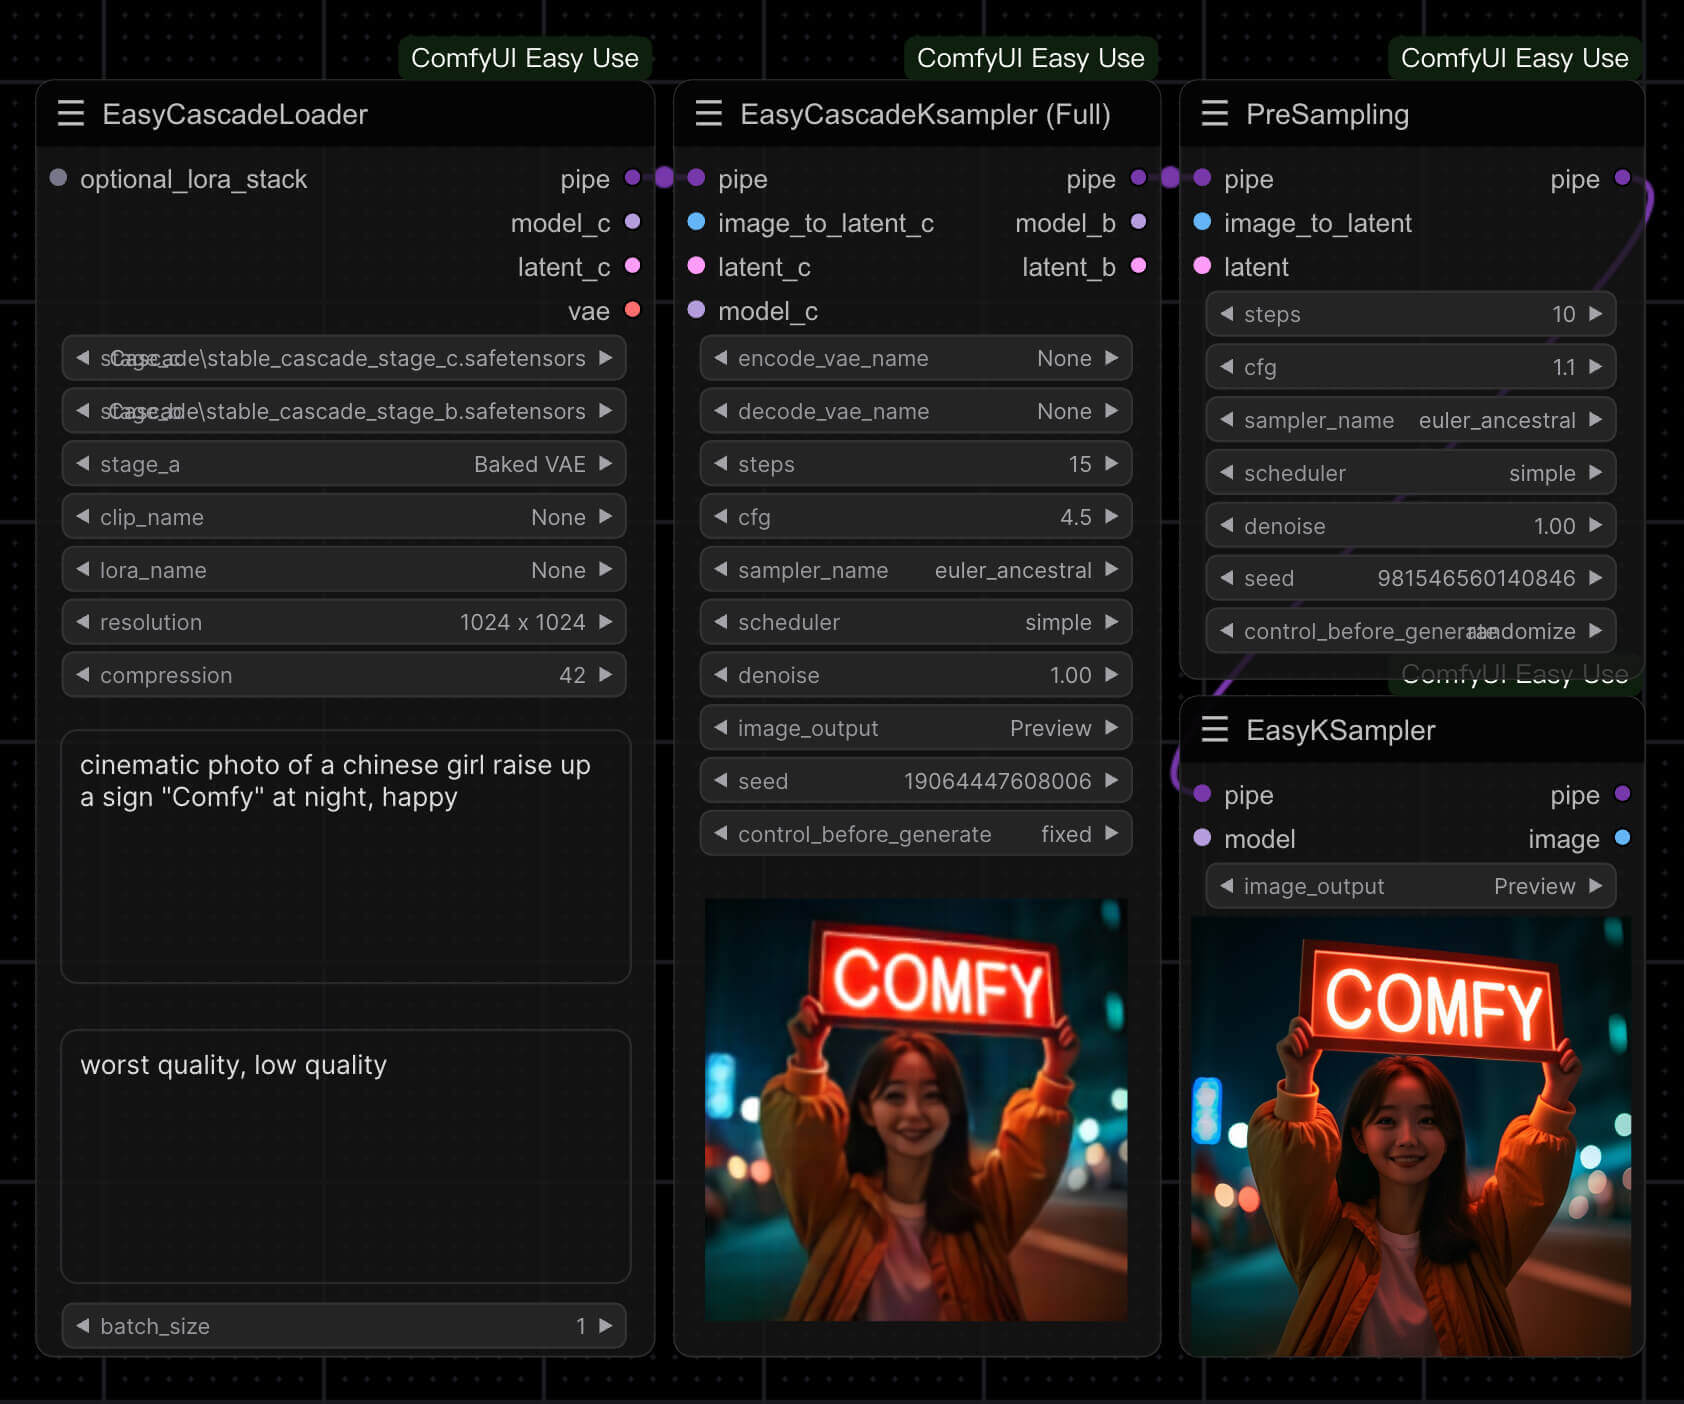 ComfyUI Easy Use
EasyCascadeLoader
optional_lora_stack
pipe
model_c
latent_c
vae
stage_c Cascade\stable_cascade_stage_c.safetensors
stage_b Cascade\stable_cascade_stage_b.safetensors
stage_a Baked VAE
clip_name None
lora_name None
resolution 1024 x 1024
compression 42
cinematic photo of a chinese girl raise up
a sign "Comfy" at night, happy
worst quality, low quality
batch_size 1
ComfyUI Easy Use
EasyCascadeKsampler (Full)
pipe pipe
image_to_latent_c model_b
latent_c latent_b
model_c
encode_vae_name None
decode_vae_name None
steps 15
cfg 4.5
sampler_name euler_ancestral
scheduler simple
denoise 1.00
image_output Preview
seed 19064447608006
control_before_generate fixed
COMFY
ComfyUI Easy Use
PreSampling
pipe pipe
image_to_latent
latent
steps 10
cfg 1.1
sampler_name euler_ancestral
scheduler simple
denoise 1.00
seed 981546560140846
control_before_generate randomize
ComfyUI Easy Use
EasyKSampler
pipe pipe
model image
image_output Preview
COMFY